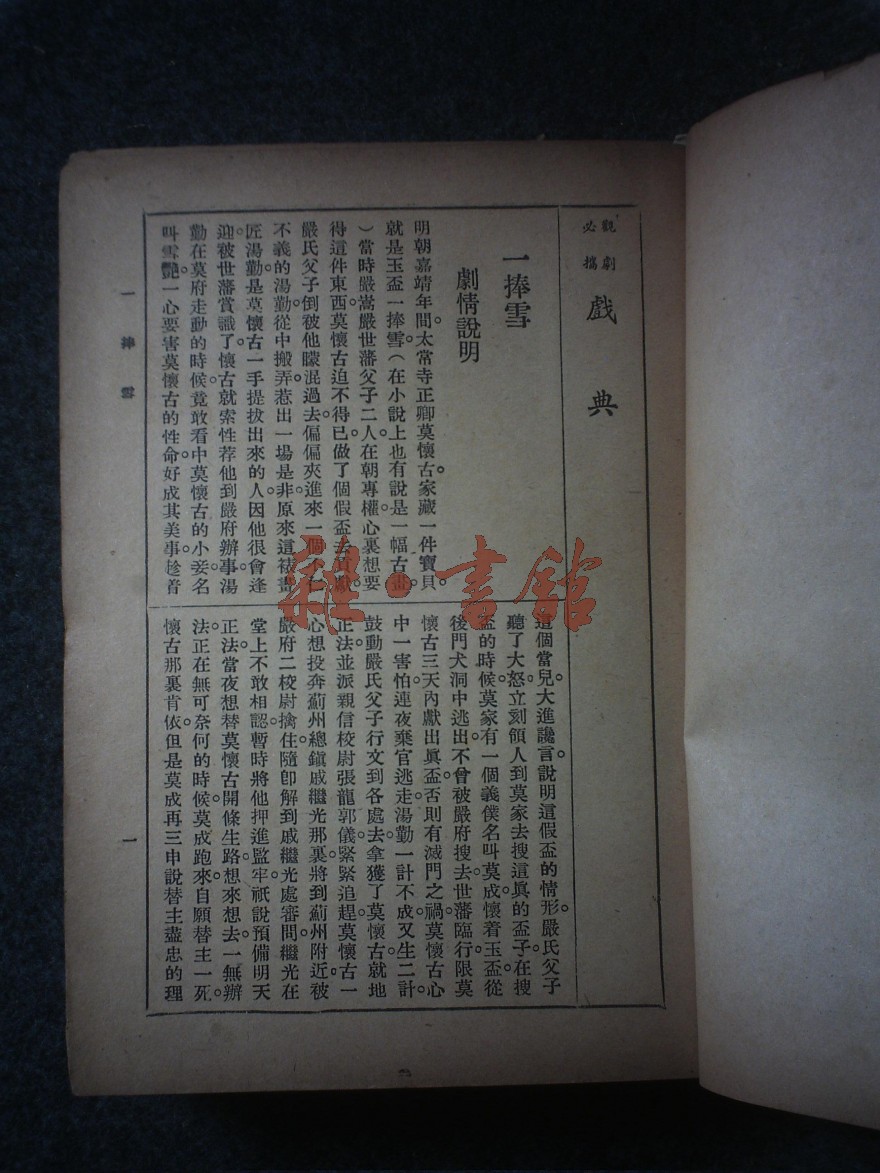 觀劇必攜
戲典
一捧雪
劇情說明
明朝嘉靖年間。太常寺正卿莫懷古。家藏一件寶貝。
就是玉盃一捧雪。(在小說上也有說是一幅古畫
)當時嚴嵩嚴世藩父子二人。在朝專權。心裏想要
得這件東西。莫懷古迫不得已。做了個假盃去貢獻。
嚴氏父子倒被他朦混過去。偏偏夾進來一個不仁
不義的湯勤。從中搬弄。惹出一場是非。原來這裱畫
匠湯勤。是莫懷古一手提拔出來的人。因他很會逢
迎。被世藩賞識了。懷古就索性荐他到嚴府辦事。湯
勤在莫府走動的時候。竟敢看中莫懷古的小妾。名
叫雪艷。一心要害莫懷古的性命。好成其美事。趁着
這個當兒。大進讒言。說明這假盃的情形。嚴氏父子
聽了大怒。立刻領人到莫家去搜這眞的盃子。在搜
盃的時候。莫家有一個義僕名叫莫成。懷着玉盃。從
後門犬洞中逃出。不曾被嚴府搜去。世藩臨行。限莫
懷古三天內獻出眞盃。否則有滅門之禍。莫懷古心
中一害怕。連夜棄官逃走。湯勤一計不成。又生二計
鼓動嚴氏父子行文到各處去。拿獲了莫懷古。就地
正法。並派親信校尉張龍郭儀。緊緊追趕。莫懷古一
心想投奔薊州總鎭戚繼光那裏。將到薊州附近。被
嚴府二校尉擒住。隨卽解到戚繼光處審問。繼光在
堂上不敢相認。暫時將他押進監牢。祇說預備明天
正法。當夜想替莫懷古開條生路。想來想去。一無辦
法。正在無可奈何的時候。莫成跑來。自願替主一死。
懷古那裏肯依。但是莫成再三申說替主盡忠的理
一捧雪
一
雜·書館